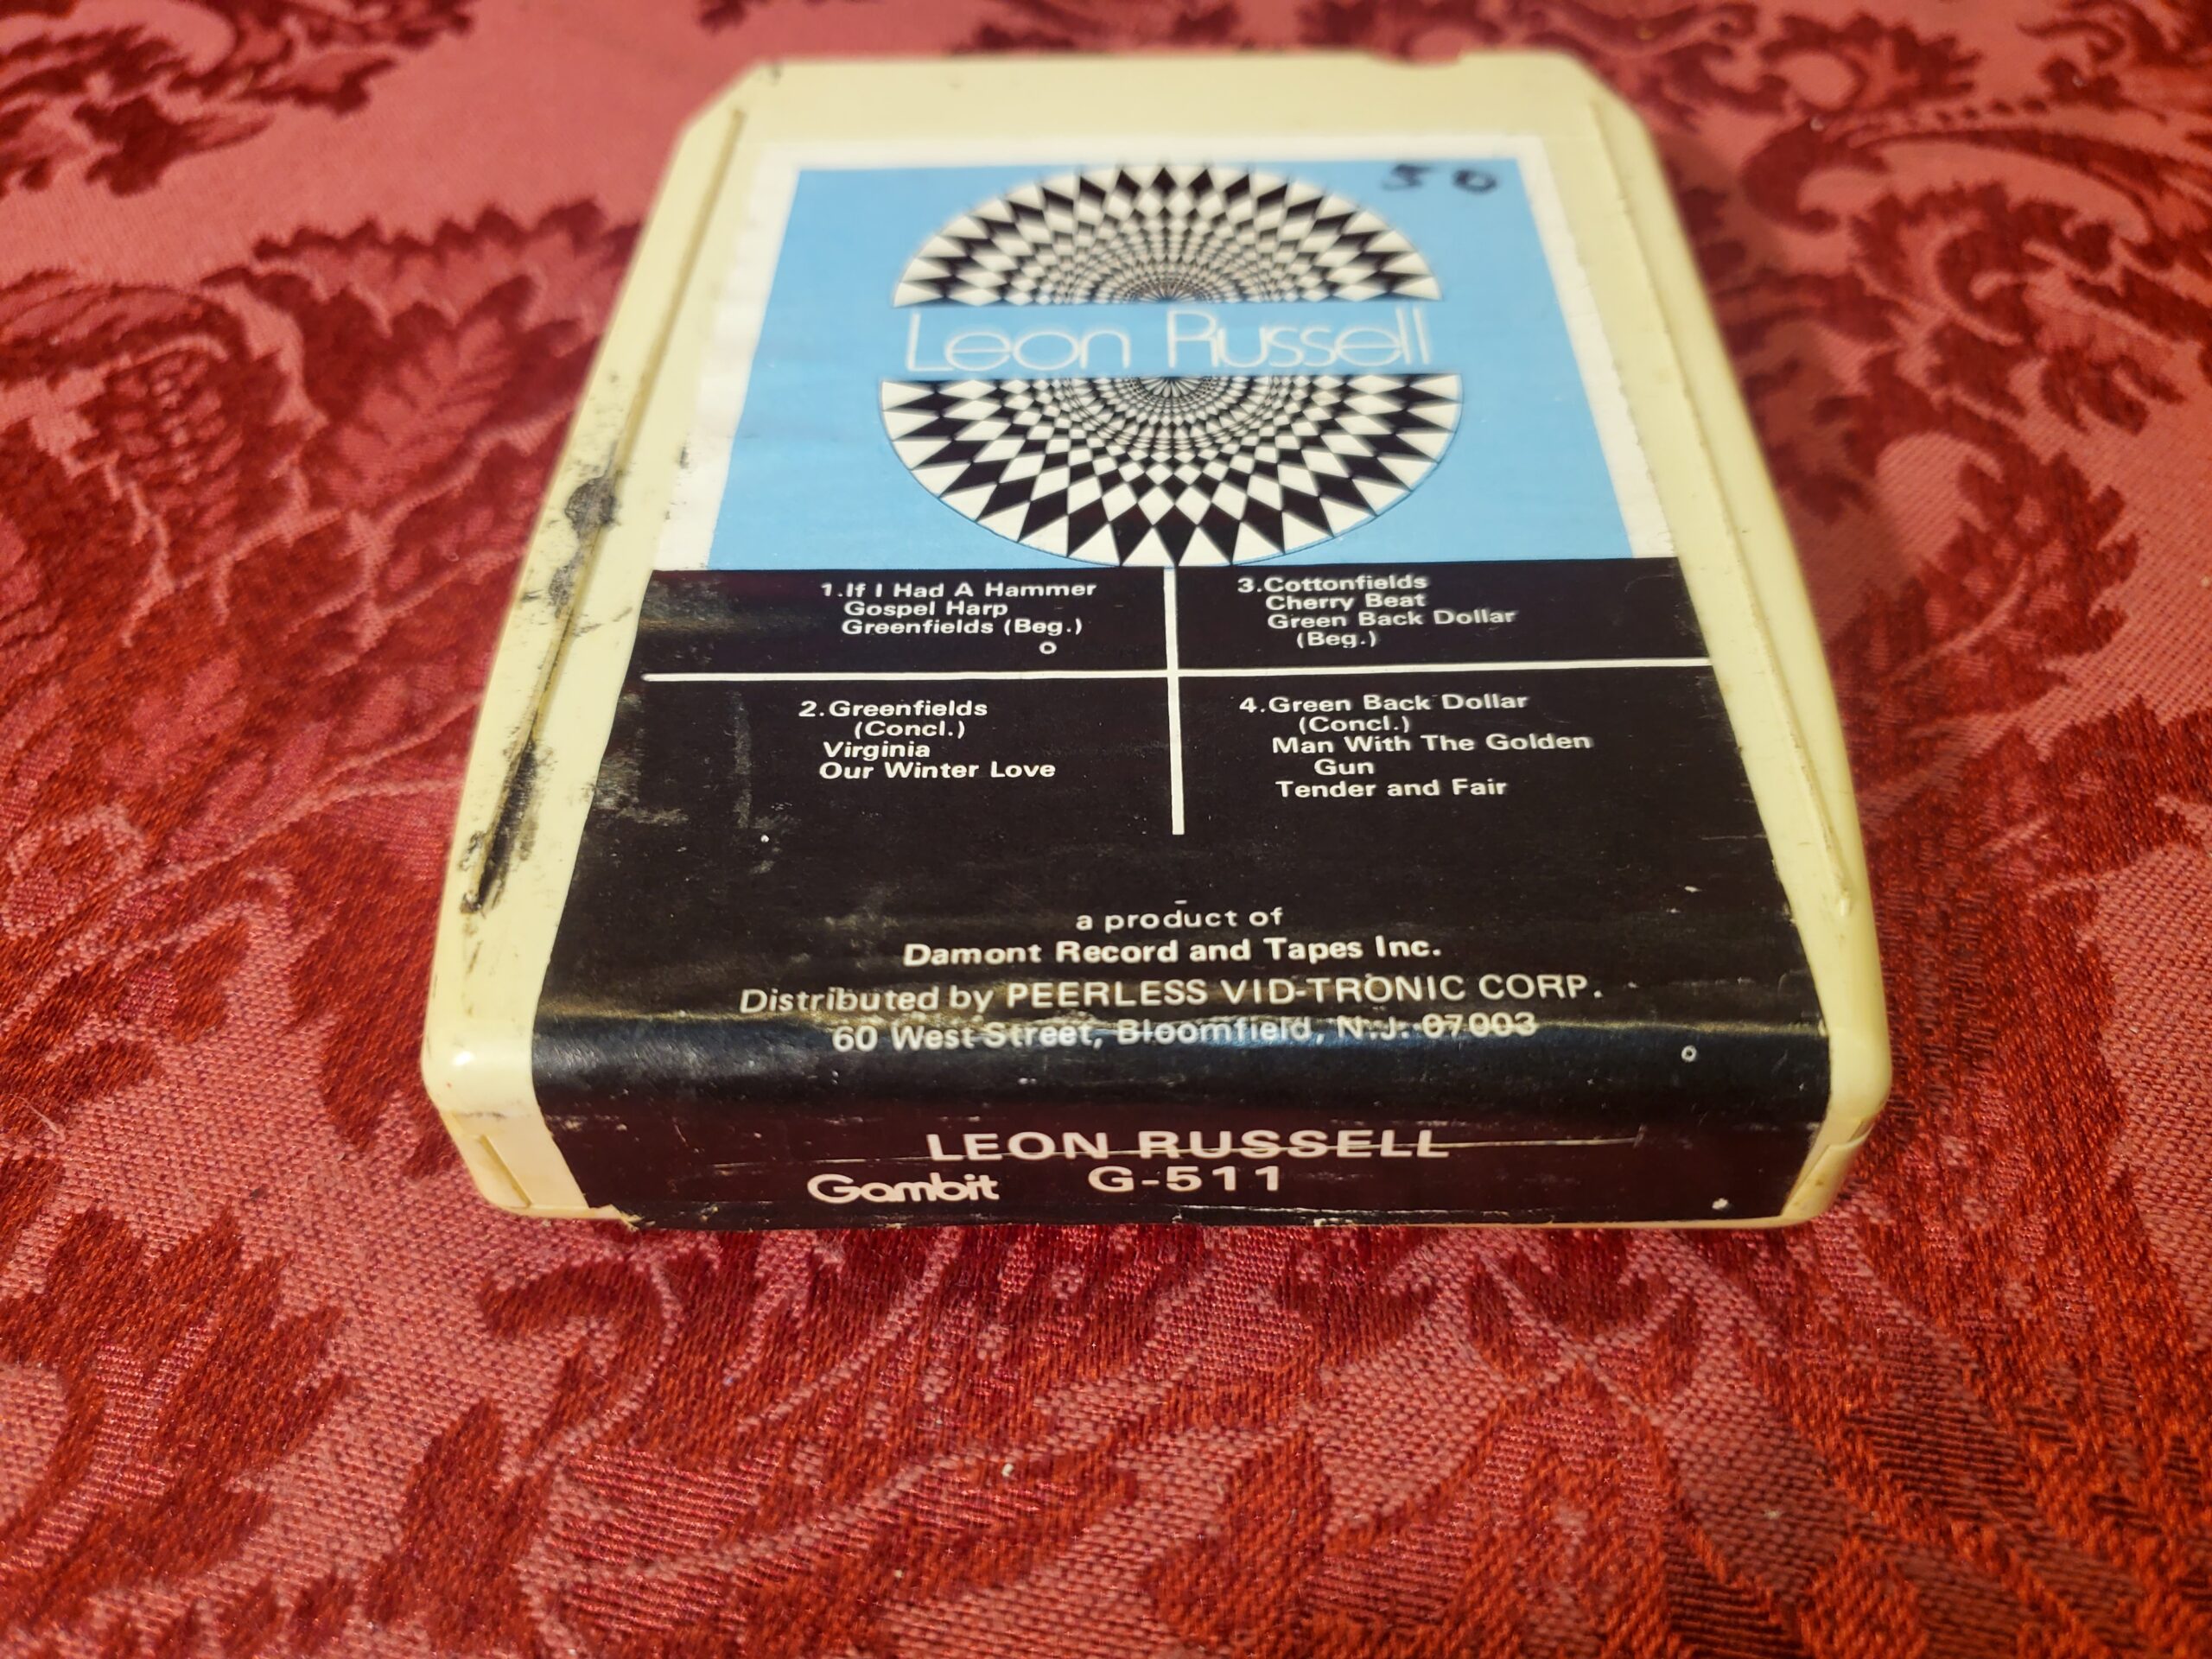 50
Leon Russell
1.If I Had A Hammer
Gospel Harp
Greenfields (Beg.)
2.Greenfields
(Concl.)
Virginia
Our Winter Love
3.Cottonfields
Cherry Beat
Green Back Dollar
(Beg.)
4.Green Back Dollar
(Concl.)
Man With The Golden
Gun
Tender and Fair
a product of
Damont Record and Tapes Inc.
Distributed by PEERLESS VID-TRONIC CORP.
60 West Street, Bloomfield, N.J. 07003
LEON RUSSELL
Gambit G-511